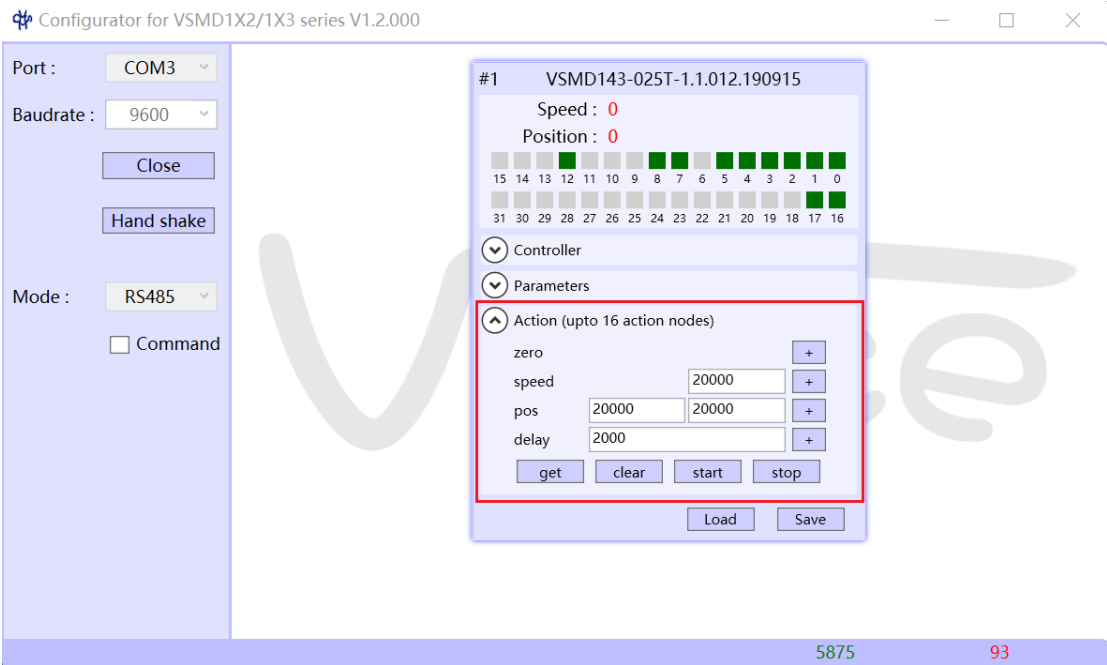 Configurator for VSMD1X2/1X3 series V1.2.000
Port : COM3
Baudrate : 9600
Close
Hand shake
Mode : RS485
Command
#1 VSMD143-025T-1.1.012.190915
Speed : 0
Position : 0
15 14 13 12 11 10 9 8 7 6 5 4 3 2 1 0
31 30 29 28 27 26 25 24 23 22 21 20 19 18 17 16
Controller
Parameters
Action (upto 16 action nodes)
zero +
speed 20000 +
pos 20000 20000 +
delay 2000 +
get clear start stop
Load Save
5875 93